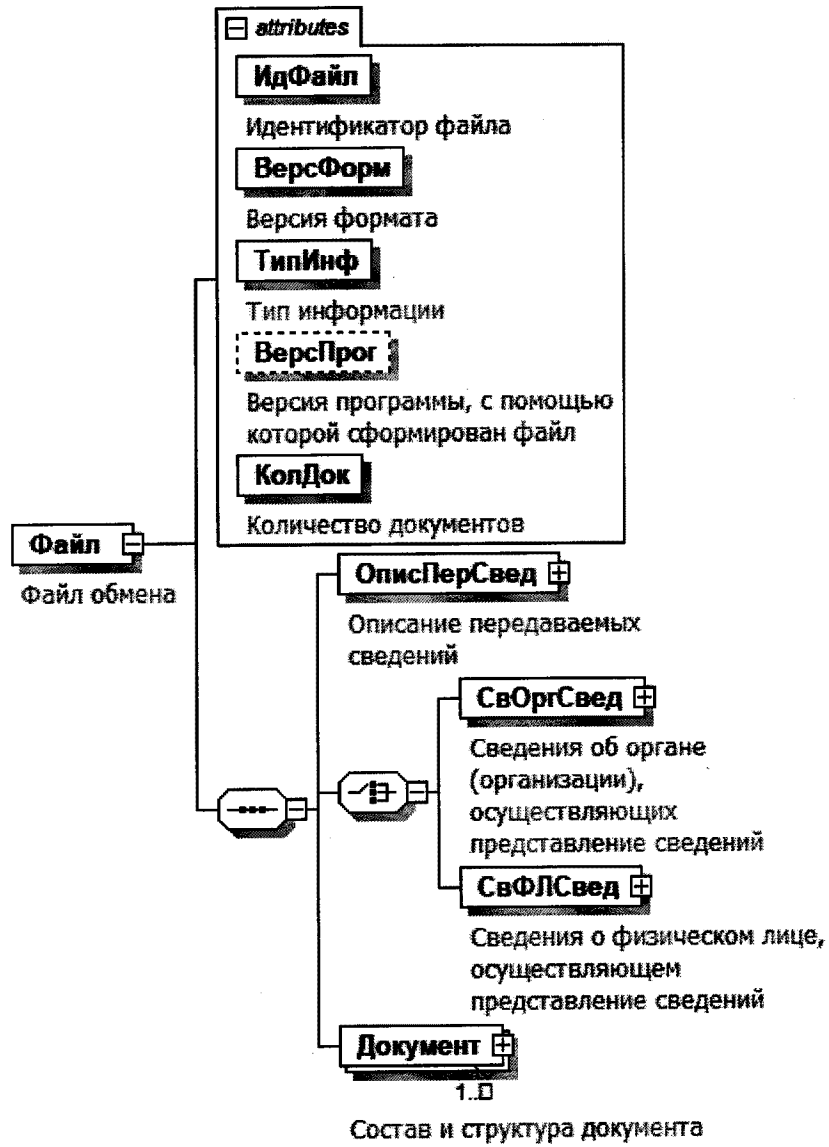 attributes
ИдФайл
Идентификатор файла
ВерсФорм
Версия формата
ТипИнф
Тип информации
ВерсПрог
Версия программы, с помощью
которой сформирован файл
КолДок
Количество документов
Файл
Файл обмена
ОписПерСвед
Описание передаваемых
сведений
СвОргСвед
Сведения об органе
(организации),
осуществляющих
представление сведений
СвФЛСвед
Сведения о физическом лице,
осуществляющем
представление сведений
Документ
1..□
Состав и структура документа